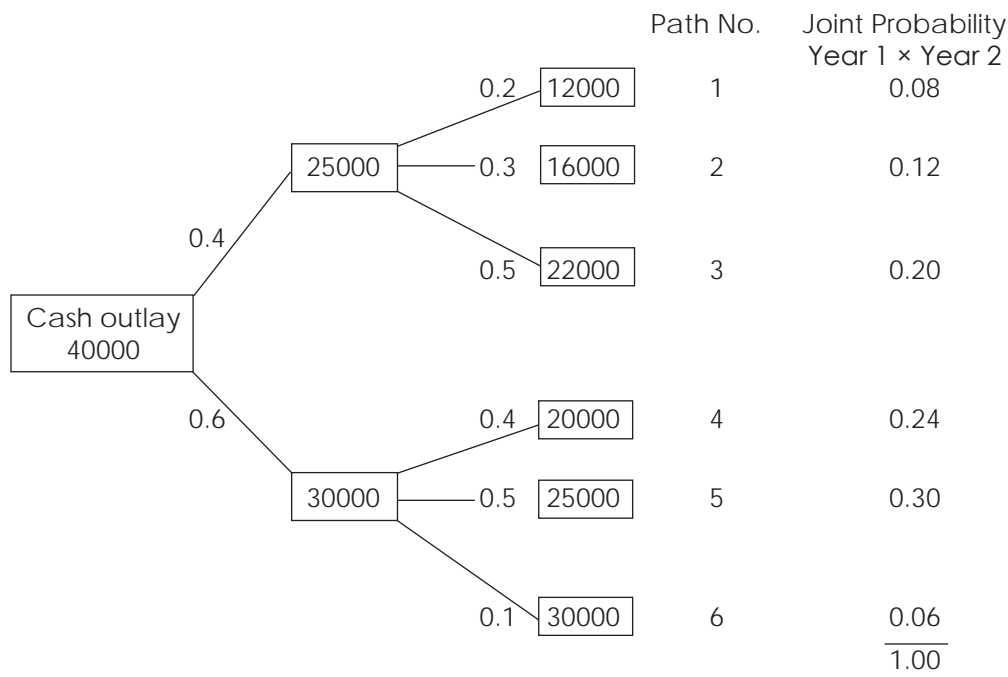 Path No. Joint Probability
Year 1 × Year 2
0.2 12000 1 0.08
25000 0.3 16000 2 0.12
0.4
0.5 22000 3 0.20
Cash outlay
40000
0.6 0.4 20000 4 0.24
30000 0.5 25000 5 0.30
0.1 30000 6 0.06
1.00